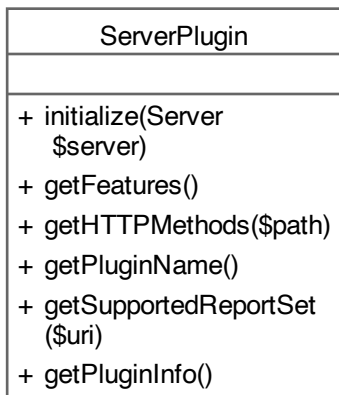 ServerPlugin
+ initialize(Server
$server)
+ getFeatures()
+ getHTTPMethods($path)
+ getPluginName()
+ getSupportedReportSet
($uri)
+ getPluginInfo()